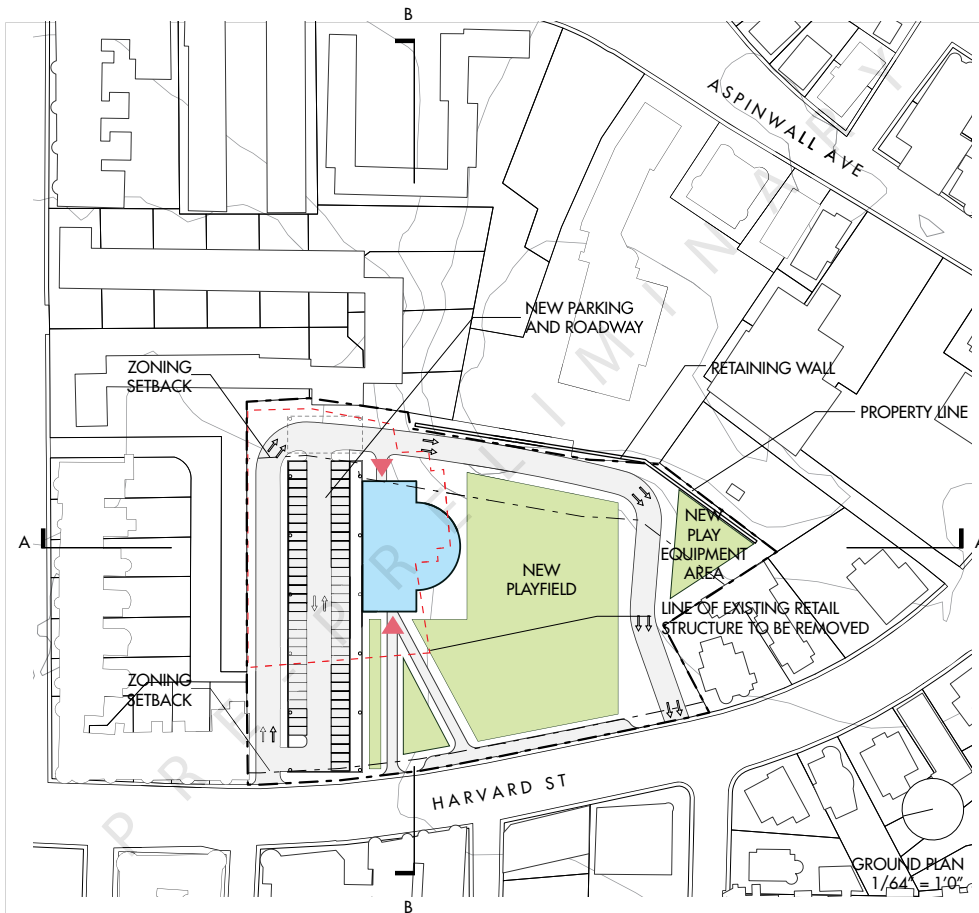 B
ASPINWALL AVE
NEW PARKING
AND ROADWAY
ZONING
SETBACK
RETAINING WALL
PROPERTY LINE
A
A
NEW
PLAY
EQUIPMENT
AREA
NEW
PLAYFIELD
LINE OF EXISTING RETAIL
STRUCTURE TO BE REMOVED
ZONING
SETBACK
HARVARD ST
GROUND PLAN
1/64" = 1'0"
B
PRELIMINARY